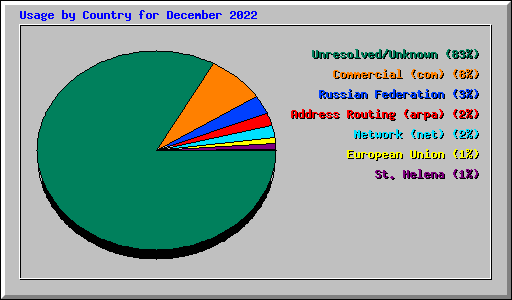 Usage by Country for December 2022
Unresolved/Unknown (83%)
Commercial (com) (8%)
Russian Federation (3%)
Address Routing (arpa) (2%)
Network (net) (2%)
European Union (1%)
St. Helena (1%)